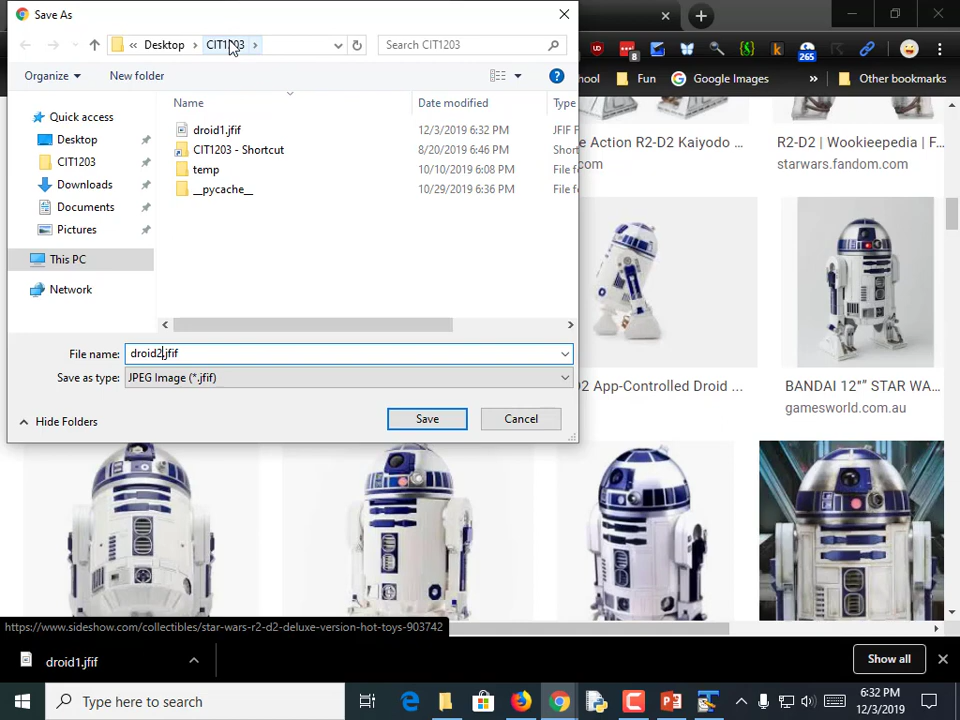 Save As
« Desktop › CIT1203 ›
Search CIT1203
Organize
New folder
Quick access
Desktop
CIT1203
Downloads
Documents
Pictures
This PC
Network
Name
Date modified
Type
droid1.jfif
12/3/2019 6:32 PM
JFIF F
CIT1203 - Shortcut
8/20/2019 6:46 PM
Short
temp
10/10/2019 6:08 PM
File fo
__pycache__
10/29/2019 6:36 PM
File fo
File name:
droid2.jfif
Save as type:
JPEG Image (*.jfif)
Hide Folders
Save
Cancel
8
265
hool
Fun
Google Images
»
Other bookmarks
e Action R2-D2 Kaiyodo ...
com
R2-D2 | Wookieepedia | F...
starwars.fandom.com
D2 App-Controlled Droid ...
BANDAI 12"" STAR WA...
gamesworld.com.au
https://www.sideshow.com/collectibles/star-wars-r2-d2-deluxe-version-hot-toys-903742
droid1.jfif
Show all
Type here to search
6:32 PM
12/3/2019